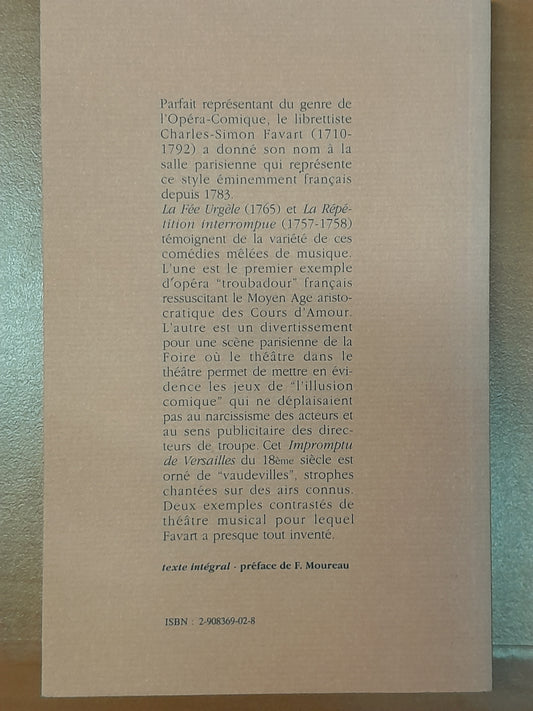 Parfait représentant du genre de
l'Opéra-Comique, le librettiste
Charles-Simon Favart (1710-
1792) a donné son nom à la
salle parisienne qui représente
ce style éminemment français
depuis 1783.
La Fée Urgèle (1765) et La Répé-
tition interrompue (1757-1758)
témoignent de la variété de ces
comédies mêlées de musique.
L'une est le premier exemple
d'opéra "troubadour" français
ressuscitant le Moyen Age aristo-
cratique des Cours d'Amour.
L'autre est un divertissement
pour une scène parisienne de la
Foire où le théâtre dans le
théâtre permet de mettre en évi-
dence les jeux de "l'illusion
comique" qui ne déplaisaient
pas au narcissisme des acteurs et
au sens publicitaire des direc-
teurs de troupe. Cet Impromptu
de Versailles du 18ème siècle est
orné de "vaudevilles", strophes
chantées sur des airs connus.
Deux exemples contrastés de
théâtre musical pour lequel
Favart a presque tout inventé.
texte intégral - préface de F. Moureau
ISBN : 2-908369-02-8